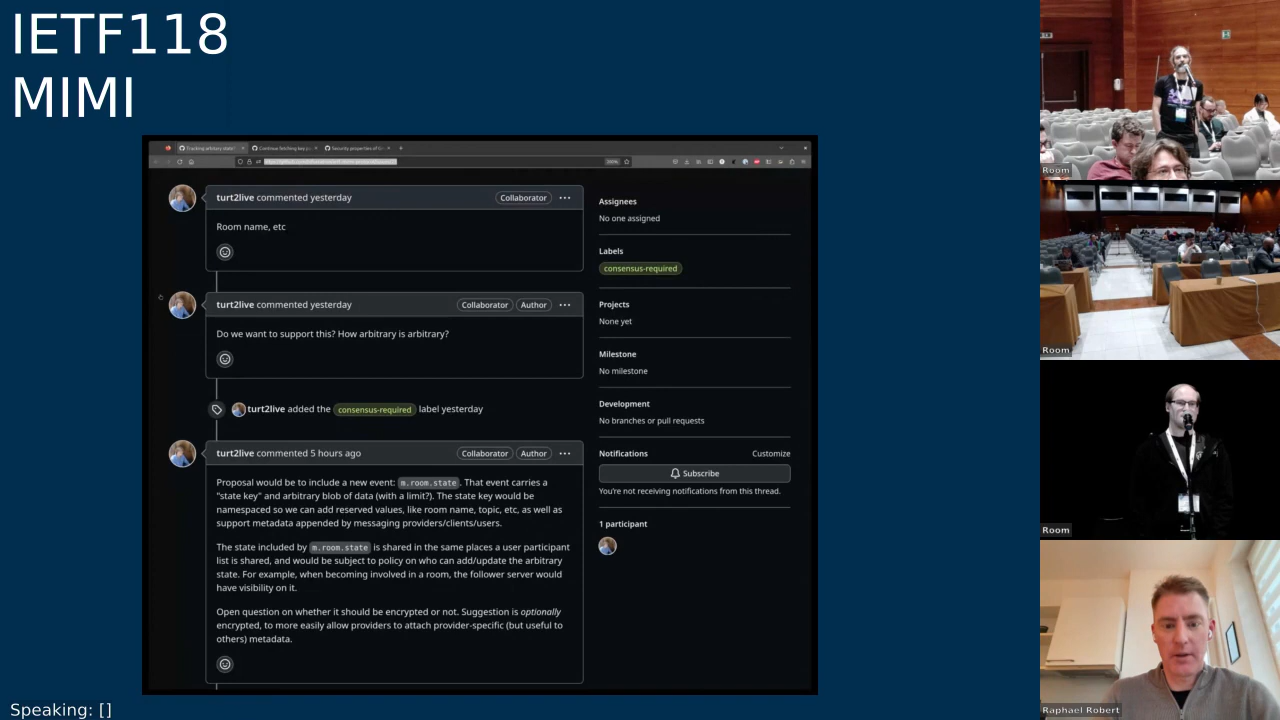 IETF118
MIMI
turt2live commented yesterday
Collaborator
Room name, etc
turt2live commented yesterday
Collaborator
Author
Do we want to support this? How arbitrary is arbitrary?
turt2live added the consensus-required label yesterday
turt2live commented 5 hours ago
Collaborator
Author
Proposal would be to include a new event: m.room.state. That event carries a
"state key" and arbitrary blob of data (with a limit?). The state key would be
namespaced so we can add reserved values, like room name, topic, etc, as well as
support metadata appended by messaging providers/clients/users.
The state included by m.room.state is shared in the same places a user participant
list is shared, and would be subject to policy on who can add/update the arbitrary
state. For example, when becoming involved in a room, the follower server would
have visibility on it.
Open question on whether it should be encrypted or not. Suggestion is optionally
encrypted, to more easily allow providers to attach provider-specific (but useful to
others) metadata.
Assignees
No one assigned
Labels
consensus-required
Projects
None yet
Milestone
No milestone
Development
No branches or pull requests
Notifications
Customize
Subscribe
You're not receiving notifications from this thread.
1 participant
Room
Room
Room
Raphael Robert
Speaking: []